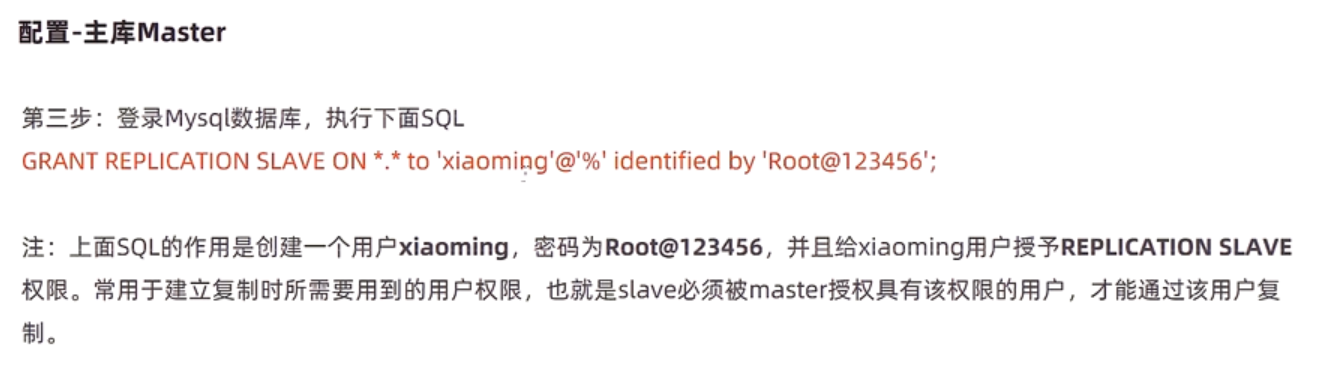 配置-主库Master
第三步：登录Mysql数据库，执行下面SQL
GRANT REPLICATION SLAVE ON *.* to 'xiaoming'@'%' identified by 'Root@123456';
注：上面SQL的作用是创建一个用户xiaoming，密码为Root@123456，并且给xiaoming用户授予REPLICATION SLAVE
权限。常用于建立复制时所需要用到的用户权限，也就是slave必须被master授权具有该权限的用户，才能通过该用户复
制。